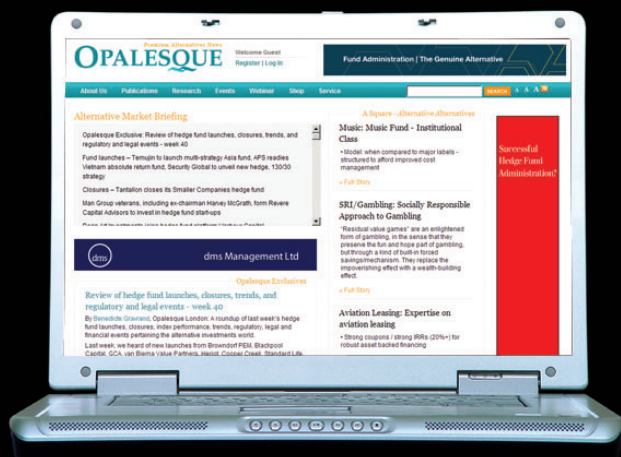 Premium Alternatives News
OPALESQUE
Welcome Guest
Register | Log In
Fund Administration | The Genuine Alternative
About Us Publications Research Events Webinar Shop Service
SEARCH A A A
Alternative Market Briefing
Opalesque Exclusive: Review of hedge fund launches, closures, trends, and
regulatory and legal events - week 40
Fund launches – Temujin to launch multi-strategy Asia fund, APS readies
Vietnam absolute return fund, Security Global to unveil new hedge, 130/30
strategy
Closures – Tantallon closes its Smaller Companies hedge fund
Man Group veterans, including ex-chairman Harvey McGrath, form Revere
Capital Advisors to invest in hedge fund start-ups
dms
dms Management Ltd
Opalesque Exclusives
Review of hedge fund launches, closures, trends, and
regulatory and legal events - week 40
By Benedicte Gravrand, Opalesque London: A roundup of last week's hedge
fund launches, closures, index performance, trends, regulatory, legal and
financial events pertaining the alternative investments world.
Last week, we heard of new launches from Browndorf PEM, Blackpool
Capital, GCA, van Biema Value Partners, Heriot, Cooper Creek, Standard Life,
A Square - Alternative Alternatives
Music: Music Fund - Institutional
Class
• Model: when compared to major labels -
structured to afford improved cost
management
» Full Story
SRI/Gambling: Socially Responsible
Approach to Gambling
"Residual value games" are an enlightened
form of gambling, in the sense that they
preserve the fun and hope part of gambling,
but through a kind of built-in forced
savings/mechanism. They replace the
impoverishing effect with a wealth-building
effect.
» Full Story
Aviation Leasing: Expertise on
aviation leasing
• Strong coupons / strong IRRs (20%+) for
robust asset backed financing
Successful
Hedge Fund
Administration?